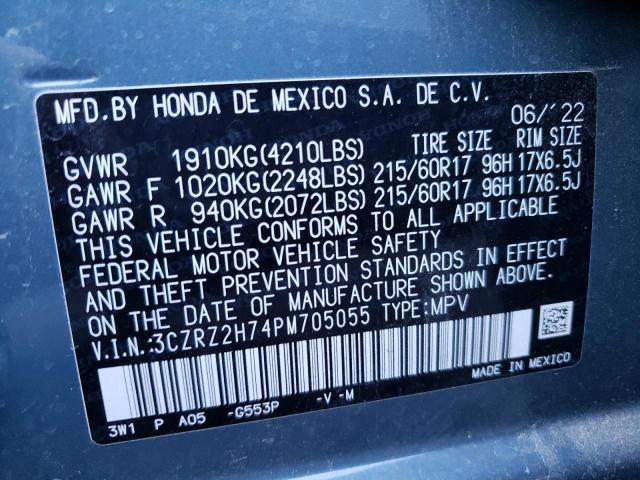 MFD. BY HONDA DE MEXICO S.A. DE C.V.
06/'22
TIRE SIZE RIM SIZE
GVWR 1910KG(4210LBS)
GAWR F 1020KG(2248LBS) 215/60R17 96H 17X6.5J
GAWR R 940KG(2072LBS) 215/60R17 96H 17X6.5J
THIS VEHICLE CONFORMS TO ALL APPLICABLE
FEDERAL MOTOR VEHICLE SAFETY
AND THEFT PREVENTION STANDARDS IN EFFECT
ON THE DATE OF MANUFACTURE SHOWN ABOVE.
V.I.N.:3CZRZ2H74PM705055 TYPE:MPV
MADE IN MEXICO
3W1 P A05 -G553P -V -M